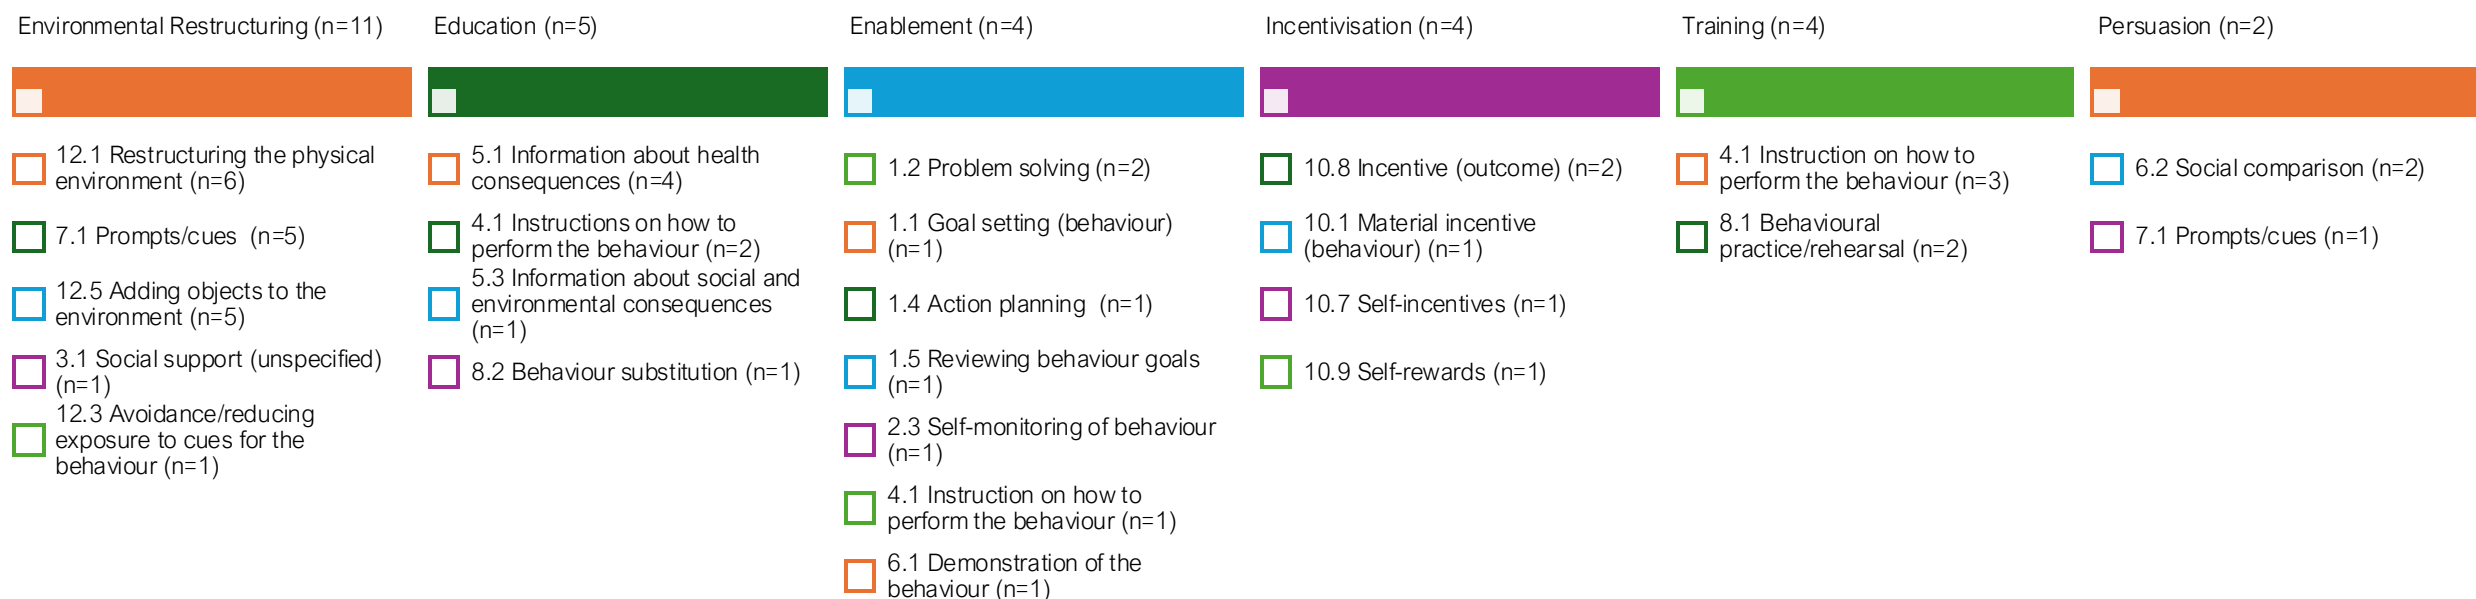 Environmental Restructuring (n=11)
12.1 Restructuring the physical
environment (n=6)
7.1 Prompts/cues  (n=5)
12.5 Adding objects to the
environment (n=5)
3.1 Social support (unspecified)
(n=1)
12.3 Avoidance/reducing
exposure to cues for the
behaviour (n=1)
Education (n=5)
5.1 Information about health
consequences (n=4)
4.1 Instructions on how to
perform the behaviour (n=2)
5.3 Information about social and
environmental consequences
(n=1)
8.2 Behaviour substitution (n=1)
Enablement (n=4)
1.2 Problem solving (n=2)
1.1 Goal setting (behaviour)
(n=1)
1.4 Action planning  (n=1)
1.5 Reviewing behaviour goals
(n=1)
2.3 Self-monitoring of behaviour
(n=1)
4.1 Instruction on how to
perform the behaviour (n=1)
6.1 Demonstration of the
behaviour (n=1)
Incentivisation (n=4)
10.8 Incentive (outcome) (n=2)
10.1 Material incentive
(behaviour) (n=1)
10.7 Self-incentives (n=1)
10.9 Self-rewards (n=1)
Training (n=4)
4.1 Instruction on how to
perform the behaviour (n=3)
8.1 Behavioural
practice/rehearsal (n=2)
Persuasion (n=2)
6.2 Social comparison (n=2)
7.1 Prompts/cues (n=1)